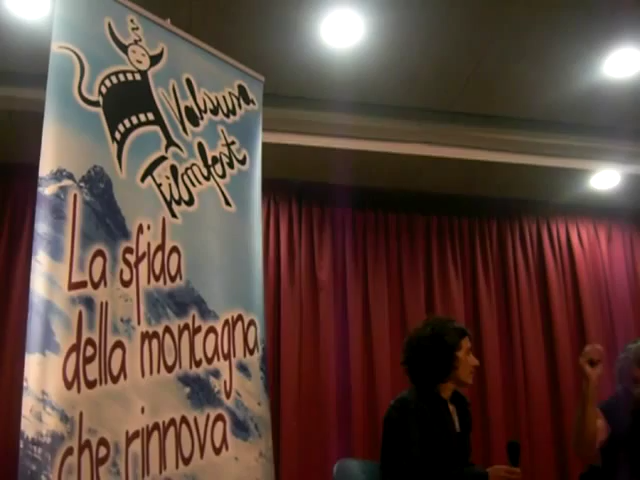 Valsusa
Filmfest
La sfida
della montagna
che rinnova